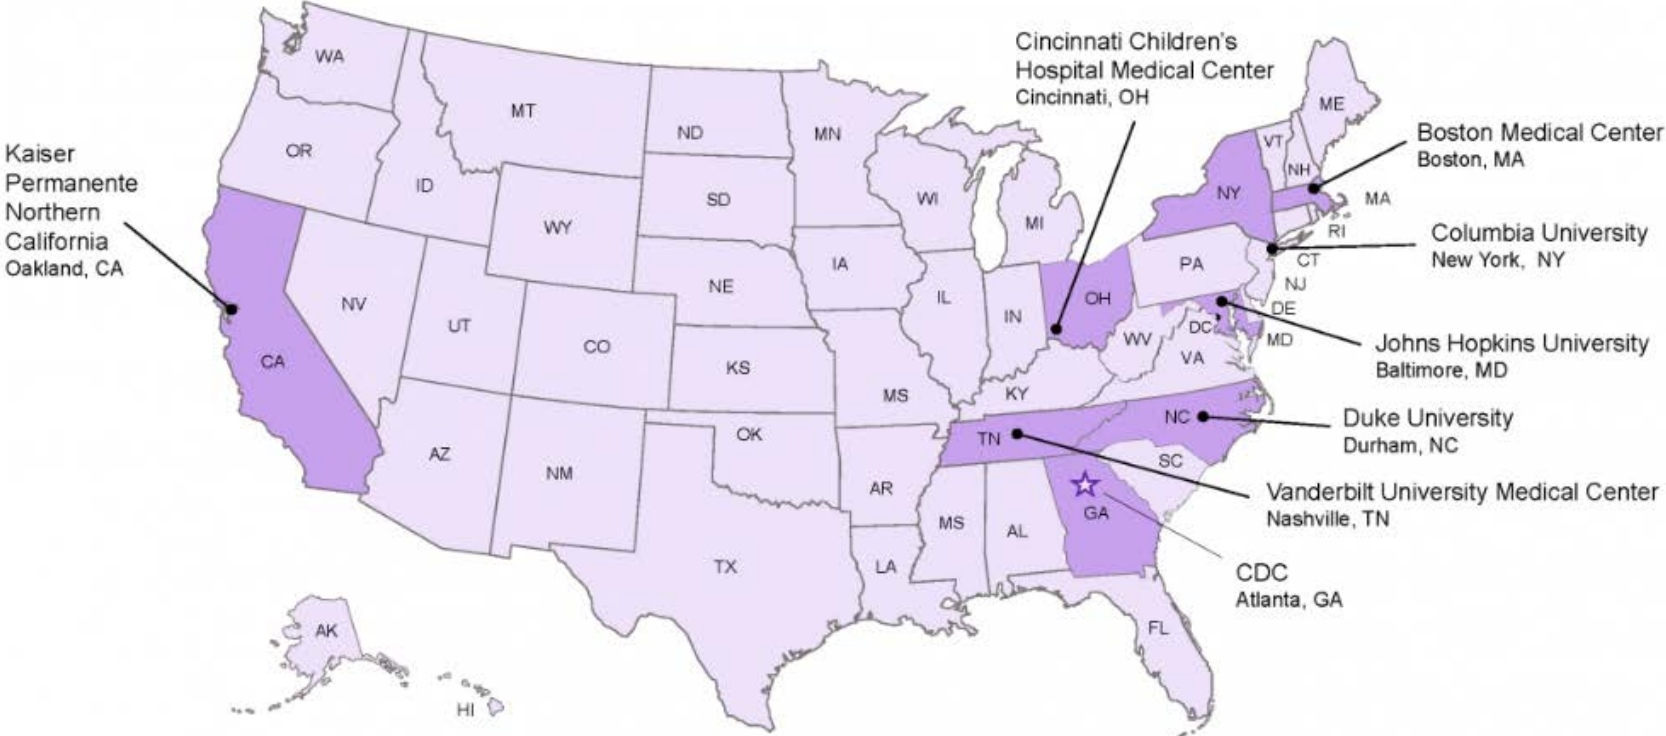 Cincinnati Children's
Hospital Medical Center
Cincinnati, OH
Boston Medical Center
Boston, MA
Kaiser
Permanente
Northern
California
Oakland, CA
Columbia University
New York, NY
Johns Hopkins University
Baltimore, MD
Duke University
Durham, NC
Vanderbilt University Medical Center
Nashville, TN
CDC
Atlanta, GA
WA
MT
ND
MN
ME
OR
ID
SD
WI
MI
VT
NH
NY
MA
RI
CT
WY
IA
PA
NJ
DE
MD
DC
NV
UT
NE
IL
IN
OH
WV
VA
CA
CO
KS
MS
KY
AZ
NM
OK
AR
TN
NC
SC
GA
TX
LA
MS
AL
FL
AK
HI